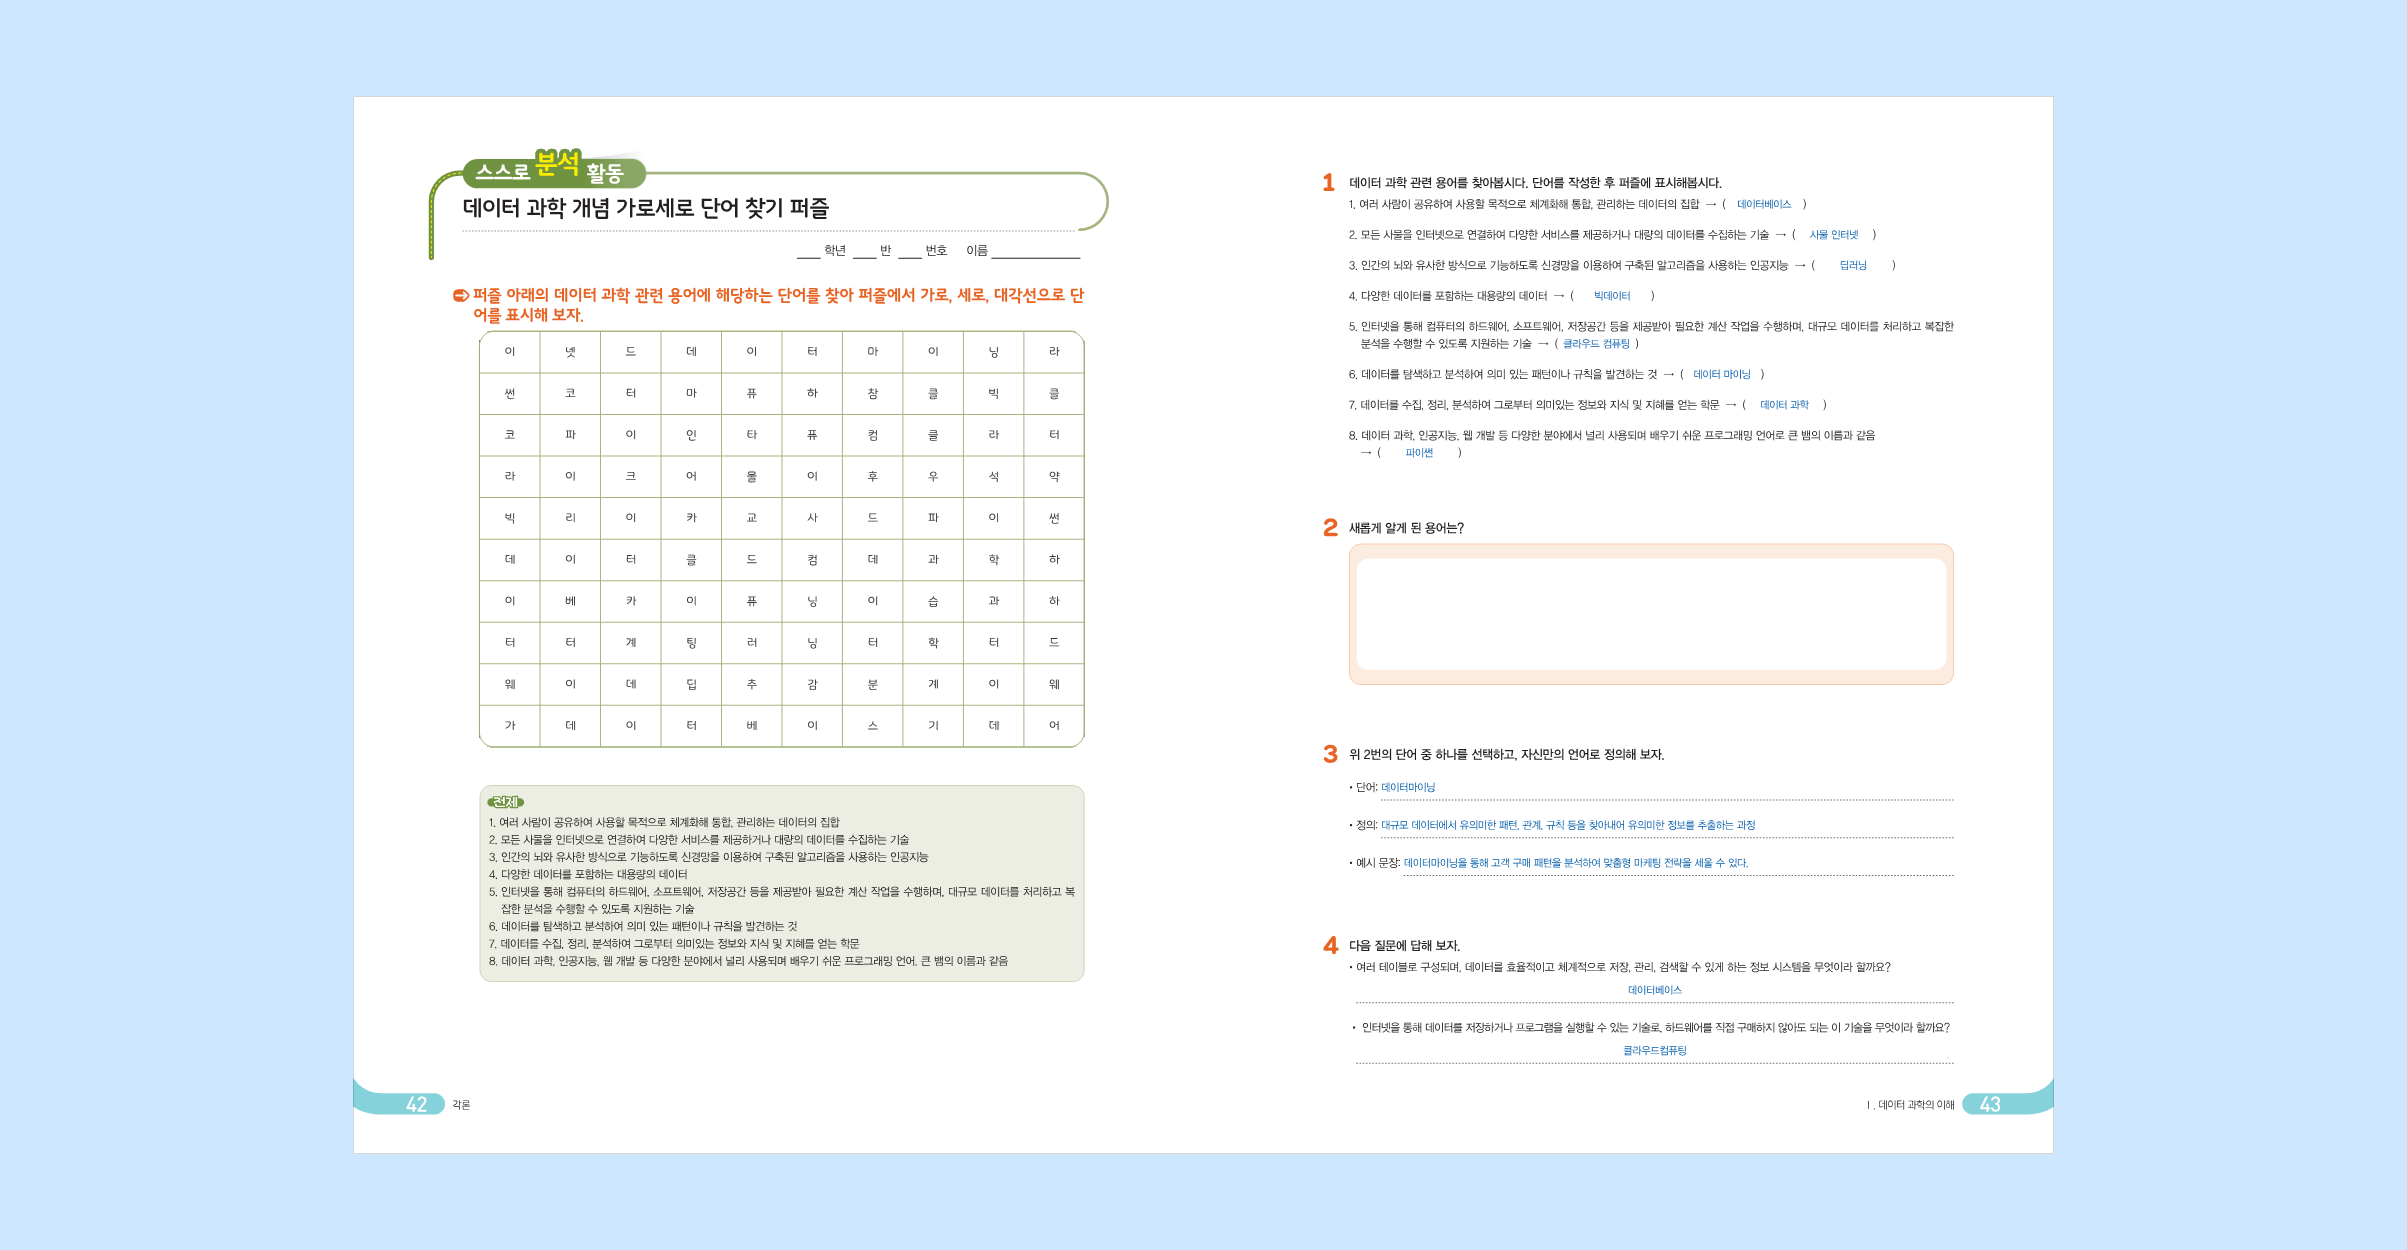 스스로 분석 활동
데이터 과학 개념 가로세로 단어 찾기 퍼즐
____ 학년 ____ 반 ____ 번호 이름 ____________
퍼즐 아래의 데이터 과학 관련 용어에 해당하는 단어를 찾아 퍼즐에서 가로, 세로, 대각선으로 단
어를 표시해 보자.
이 넷 드 데 이 터 마 이 닝 라
썬 코 터 마 퓨 하 참 클 빅 클
코 파 이 인 타 퓨 컴 클 라 터
라 이 크 어 물 이 후 우 석 약
빅 리 이 카 교 사 드 파 이 썬
데 이 터 클 드 컴 데 과 학 하
이 베 카 이 퓨 닝 이 습 과 하
터 터 계 팅 러 닝 터 학 터 드
웨 이 데 딥 추 감 분 계 이 웨
가 데 이 터 베 이 스 기 데 어
전제
1. 여러 사람이 공유하여 사용할 목적으로 체계화해 통합, 관리하는 데이터의 집합
2. 모든 사물을 인터넷으로 연결하여 다양한 서비스를 제공하거나 대량의 데이터를 수집하는 기술
3. 인간의 뇌와 유사한 방식으로 기능하도록 신경망을 이용하여 구축된 알고리즘을 사용하는 인공지능
4. 다양한 데이터를 포함하는 대용량의 데이터
5. 인터넷을 통해 컴퓨터의 하드웨어, 소프트웨어, 저장공간 등을 제공받아 필요한 계산 작업을 수행하며, 대규모 데이터를 처리하고 복
잡한 분석을 수행할 수 있도록 지원하는 기술
6. 데이터를 탐색하고 분석하여 의미 있는 패턴이나 규칙을 발견하는 것
7. 데이터를 수집, 정리, 분석하여 그로부터 의미있는 정보와 지식 및 지혜를 얻는 학문
8. 데이터 과학, 인공지능, 웹 개발 등 다양한 분야에서 널리 사용되며 배우기 쉬운 프로그래밍 언어. 큰 뱀의 이름과 같음
42 각론
1 데이터 과학 관련 용어를 찾아봅시다. 단어를 작성한 후 퍼즐에 표시해봅시다.
1. 여러 사람이 공유하여 사용할 목적으로 체계화해 통합, 관리하는 데이터의 집합 → ( 데이터베이스 )
2. 모든 사물을 인터넷으로 연결하여 다양한 서비스를 제공하거나 대량의 데이터를 수집하는 기술 → ( 사물 인터넷 )
3. 인간의 뇌와 유사한 방식으로 기능하도록 신경망을 이용하여 구축된 알고리즘을 사용하는 인공지능 → ( 딥러닝 )
4. 다양한 데이터를 포함하는 대용량의 데이터 → ( 빅데이터 )
5. 인터넷을 통해 컴퓨터의 하드웨어, 소프트웨어, 저장공간 등을 제공받아 필요한 계산 작업을 수행하며, 대규모 데이터를 처리하고 복잡한
분석을 수행할 수 있도록 지원하는 기술 → ( 클라우드 컴퓨팅 )
6. 데이터를 탐색하고 분석하여 의미 있는 패턴이나 규칙을 발견하는 것 → ( 데이터 마이닝 )
7. 데이터를 수집, 정리, 분석하여 그로부터 의미있는 정보와 지식 및 지혜를 얻는 학문 → ( 데이터 과학 )
8. 데이터 과학, 인공지능, 웹 개발 등 다양한 분야에서 널리 사용되며 배우기 쉬운 프로그래밍 언어로 큰 뱀의 이름과 같음
→ ( 파이썬 )
2 새롭게 알게 된 용어는?
3 위 2번의 단어 중 하나를 선택하고, 자신만의 언어로 정의해 보자.
• 단어: 데이터마이닝
• 정의: 대규모 데이터에서 유의미한 패턴, 관계, 규칙 등을 찾아내어 유의미한 정보를 추출하는 과정
• 예시 문장: 데이터마이닝을 통해 고객 구매 패턴을 분석하여 맞춤형 마케팅 전략을 세울 수 있다.
4 다음 질문에 답해 보자.
• 여러 테이블로 구성되며, 데이터를 효율적이고 체계적으로 저장, 관리, 검색할 수 있게 하는 정보 시스템을 무엇이라 할까요?
데이터베이스
• 인터넷을 통해 데이터를 저장하거나 프로그램을 실행할 수 있는 기술로, 하드웨어를 직접 구매하지 않아도 되는 이 기술을 무엇이라 할까요?
클라우드컴퓨팅
Ⅰ. 데이터 과학의 이해 43